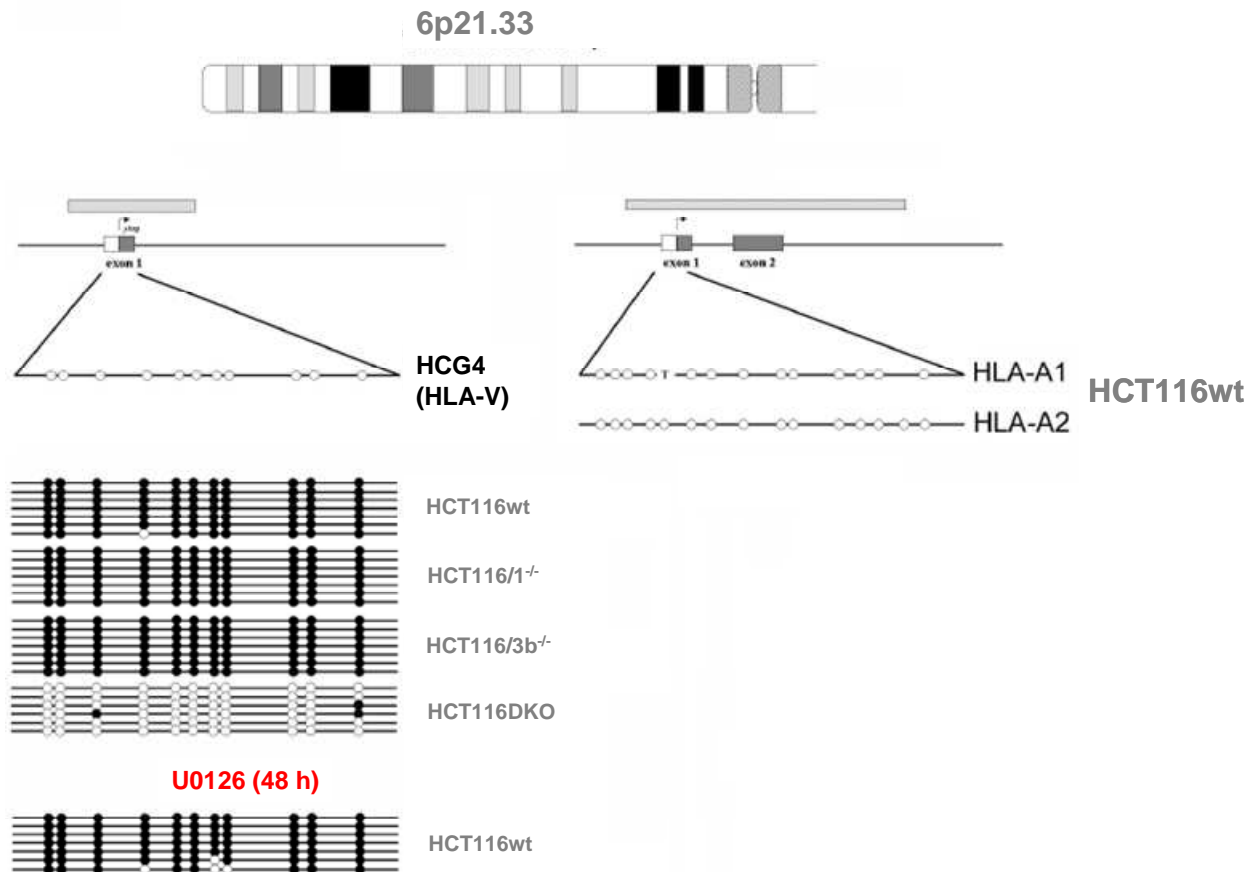 6p21.33
stop
exon 1
exon 1 exon 2
HCG4
(HLA-V)
T
HLA-A1
HCT116wt
HLA-A2
HCT116wt
HCT116/1-/-
HCT116/3b-/-
HCT116DKO
U0126 (48 h)
HCT116wt